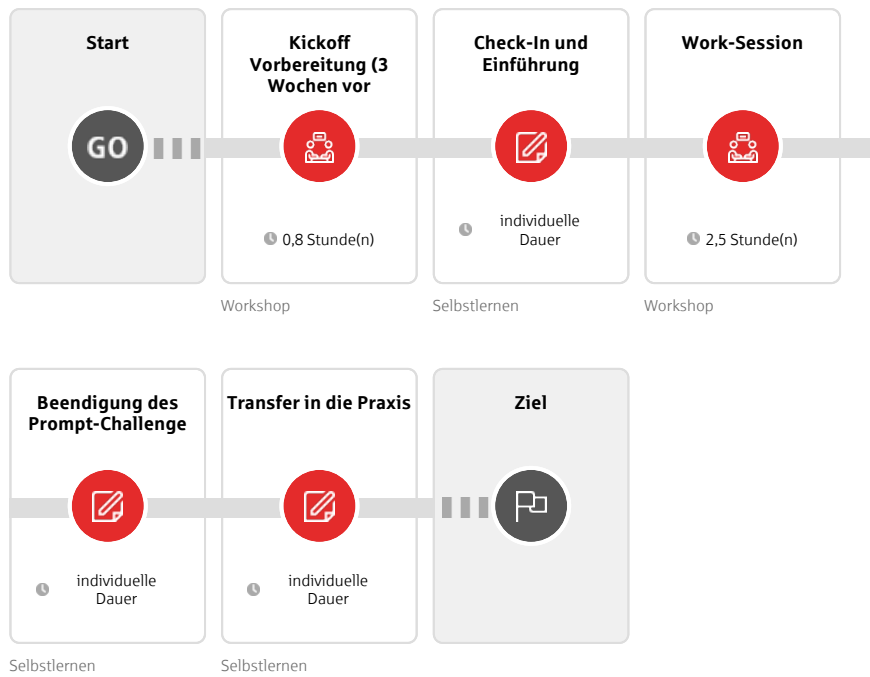 Start
Kickoff
Vorbereitung (3
Wochen vor
Check-In und
Einführung
Work-Session
GO
0,8 Stunde(n)
individuelle
Dauer
2,5 Stunde(n)
Workshop
Selbstlernen
Workshop
Beendigung des
Prompt-Challenge
Transfer in die Praxis
Ziel
individuelle
Dauer
individuelle
Dauer
Selbstlernen
Selbstlernen